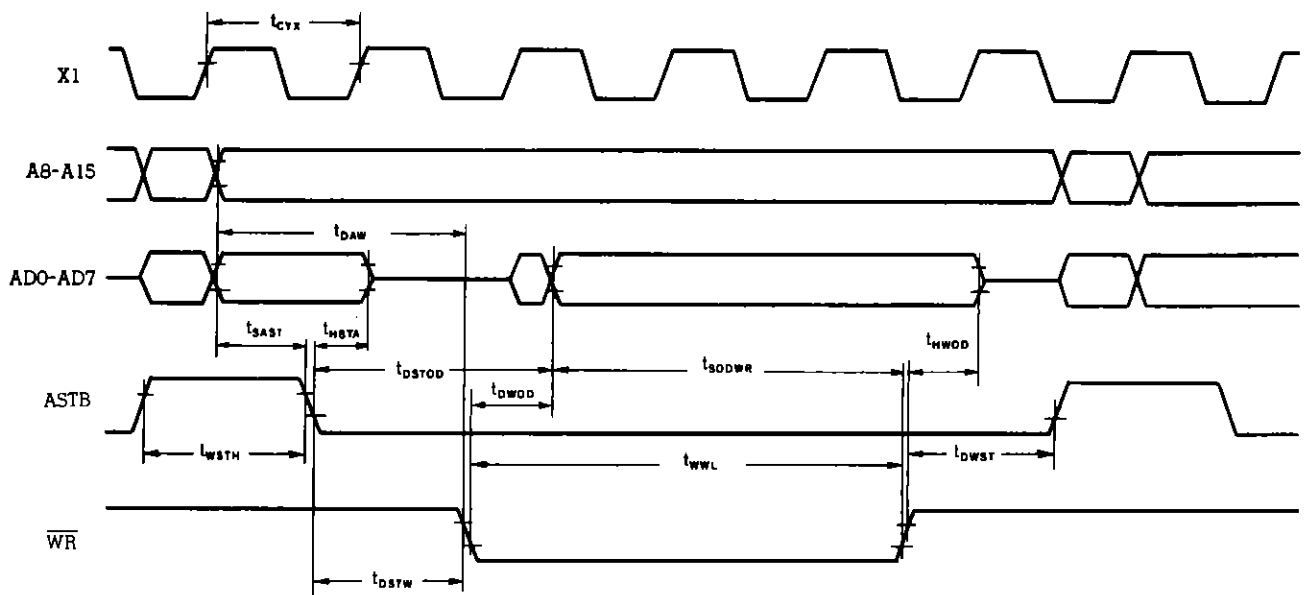 tCYX
X1
A8-A15
tDAW
AD0-AD7
tSAST tHSTA tHWOD
tDSTOD tSODWR
tDWOD
ASTB
tWSTH tWWL tDWST
WR
tDSTW